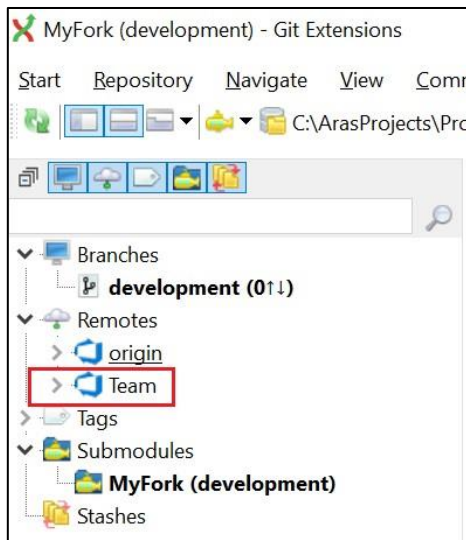 MyFork (development) - Git Extensions
Start Repository Navigate View Comm
C:\ArasProjects\Pro
Branches
development (0↑↓)
Remotes
origin
Team
Tags
Submodules
MyFork (development)
Stashes